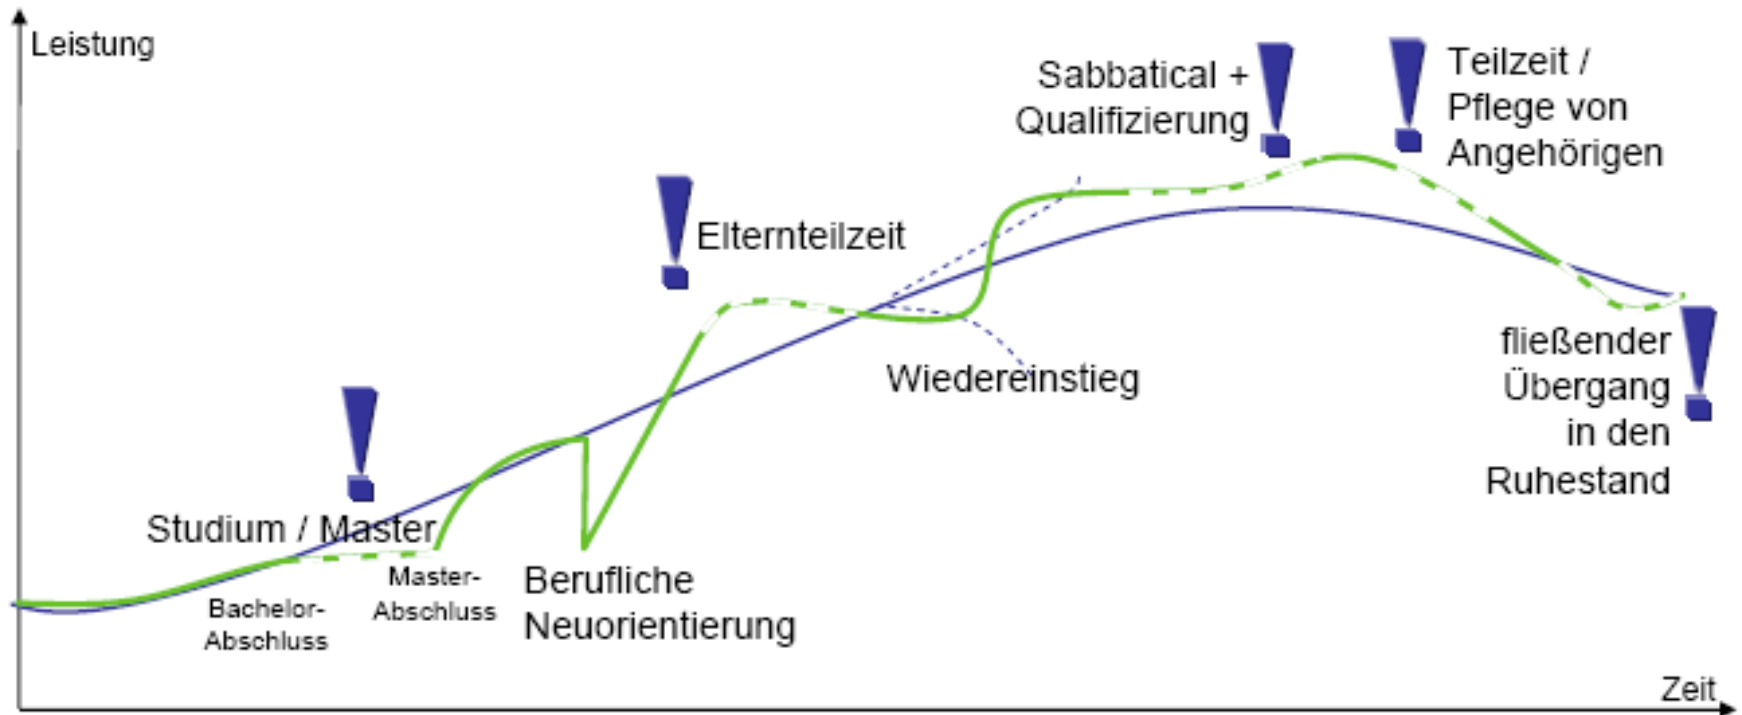 Leistung
Sabbatical +
Qualifizierung
Teilzeit /
Pflege von
Angehörigen
Elternteilzeit
Wiedereinstieg
fließender
Übergang
in den
Ruhestand
Studium / Master
Master-
Abschluss
Bachelor-
Abschluss
Berufliche
Neuorientierung
Zeit